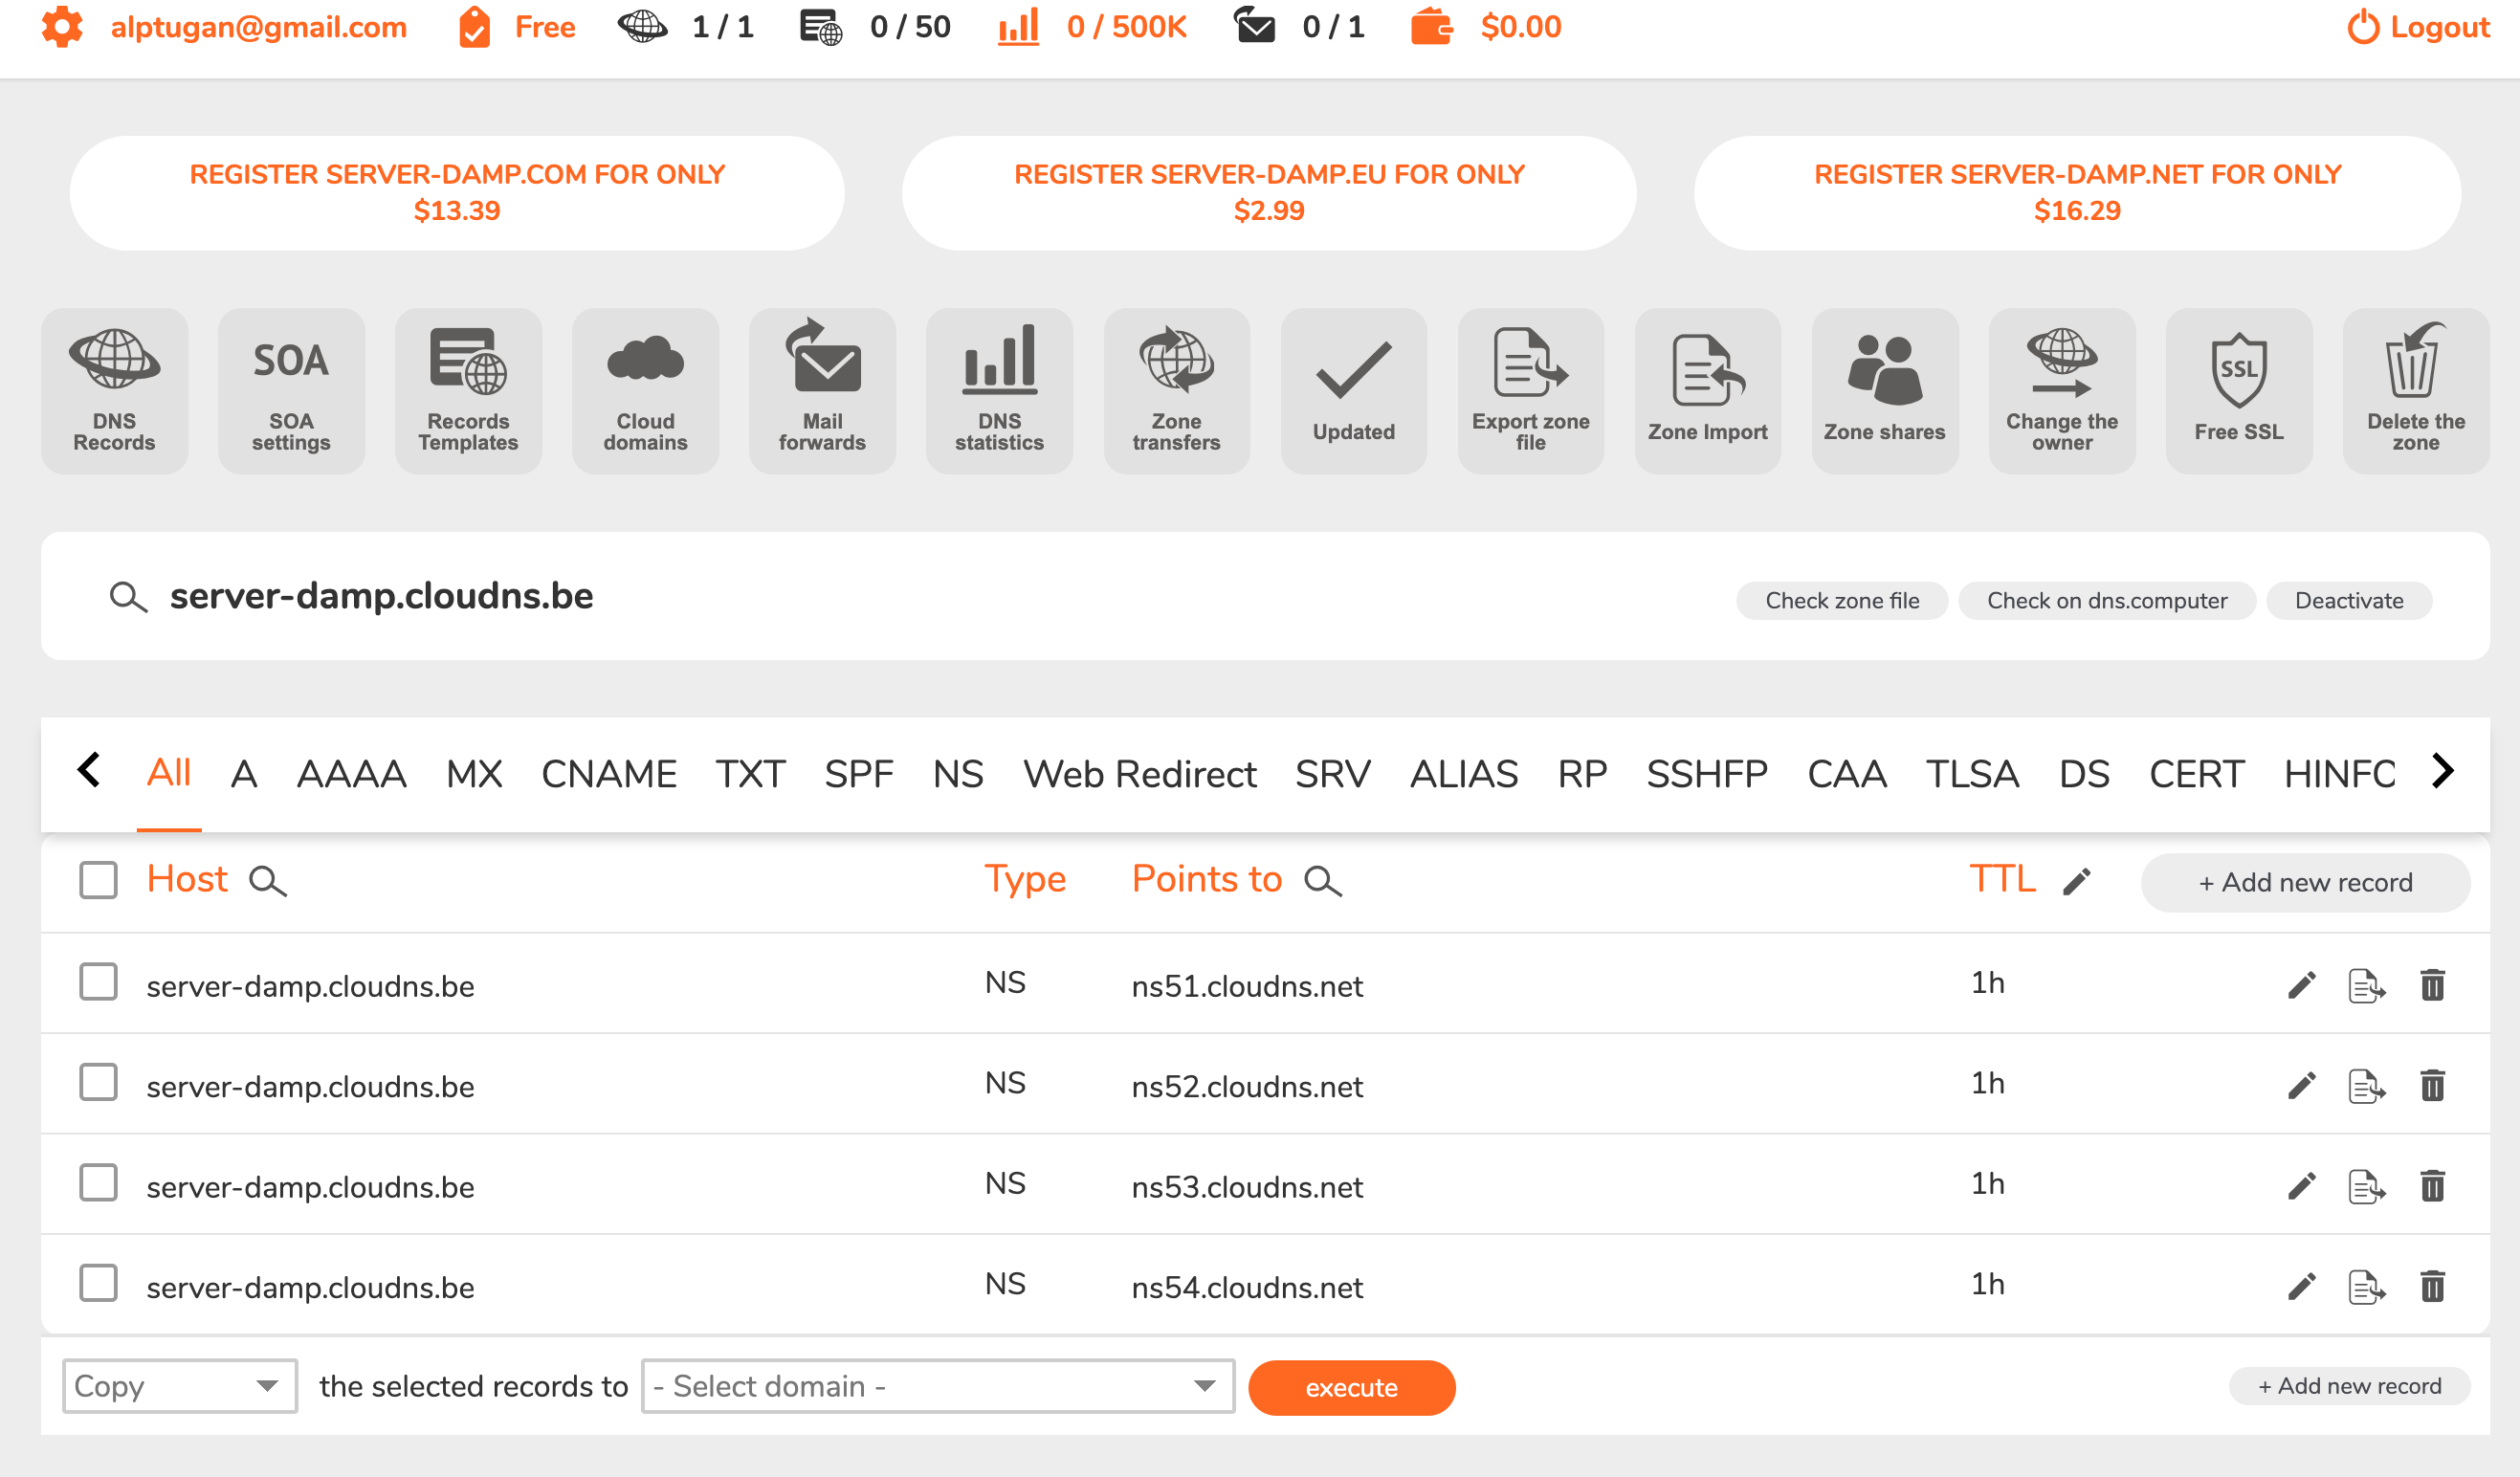 alptugan@gmail.com Free 1 / 1 0 / 50 0 / 500K 0 / 1 $0.00 Logout
REGISTER SERVER-DAMP.COM FOR ONLY
$13.39
REGISTER SERVER-DAMP.EU FOR ONLY
$2.99
REGISTER SERVER-DAMP.NET FOR ONLY
$16.29
DNS
Records
SOA
SOA
settings
Records
Templates
Cloud
domains
Mail
forwards
DNS
statistics
Zone
transfers
Updated
Export zone
file
Zone Import
Zone shares
Change the
owner
SSL
Free SSL
Delete the
zone
server-damp.cloudns.be Check zone file Check on dns.computer Deactivate
All A AAAA MX CNAME TXT SPF NS Web Redirect SRV ALIAS RP SSHFP CAA TLSA DS CERT HINFO
Host Type Points to TTL + Add new record
server-damp.cloudns.be NS ns51.cloudns.net 1h
server-damp.cloudns.be NS ns52.cloudns.net 1h
server-damp.cloudns.be NS ns53.cloudns.net 1h
server-damp.cloudns.be NS ns54.cloudns.net 1h
Copy the selected records to - Select domain - execute + Add new record